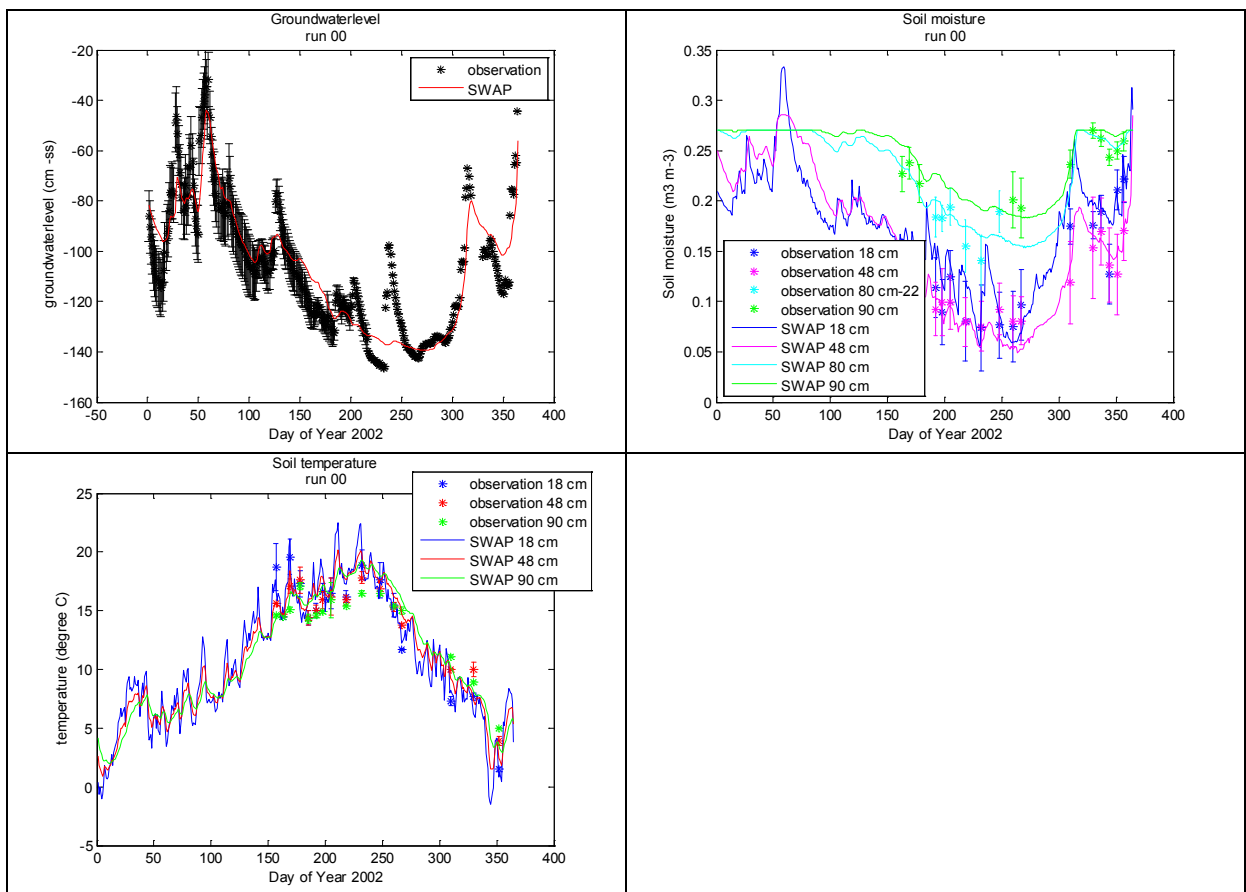 Groundwaterlevel
run 00
-20
-40
-60
-80
-100
-120
-140
-160
-50
0
50
100
150
200
250
300
350
400
groundwaterlevel (cm -ss)
Day of Year 2002
observation
SWAP
Soil moisture
run 00
0.35
0.3
0.25
0.2
0.15
0.1
0.05
0
0
50
100
150
200
250
300
350
400
Soil moisture (m3 m-3)
Day of Year 2002
observation 18 cm
observation 48 cm
observation 80 cm-22
observation 90 cm
SWAP 18 cm
SWAP 48 cm
SWAP 80 cm
SWAP 90 cm
Soil temperature
run 00
25
20
15
10
5
0
-5
0
50
100
150
200
250
300
350
400
temperature (degree C)
Day of Year 2002
observation 18 cm
observation 48 cm
observation 90 cm
SWAP 18 cm
SWAP 48 cm
SWAP 90 cm